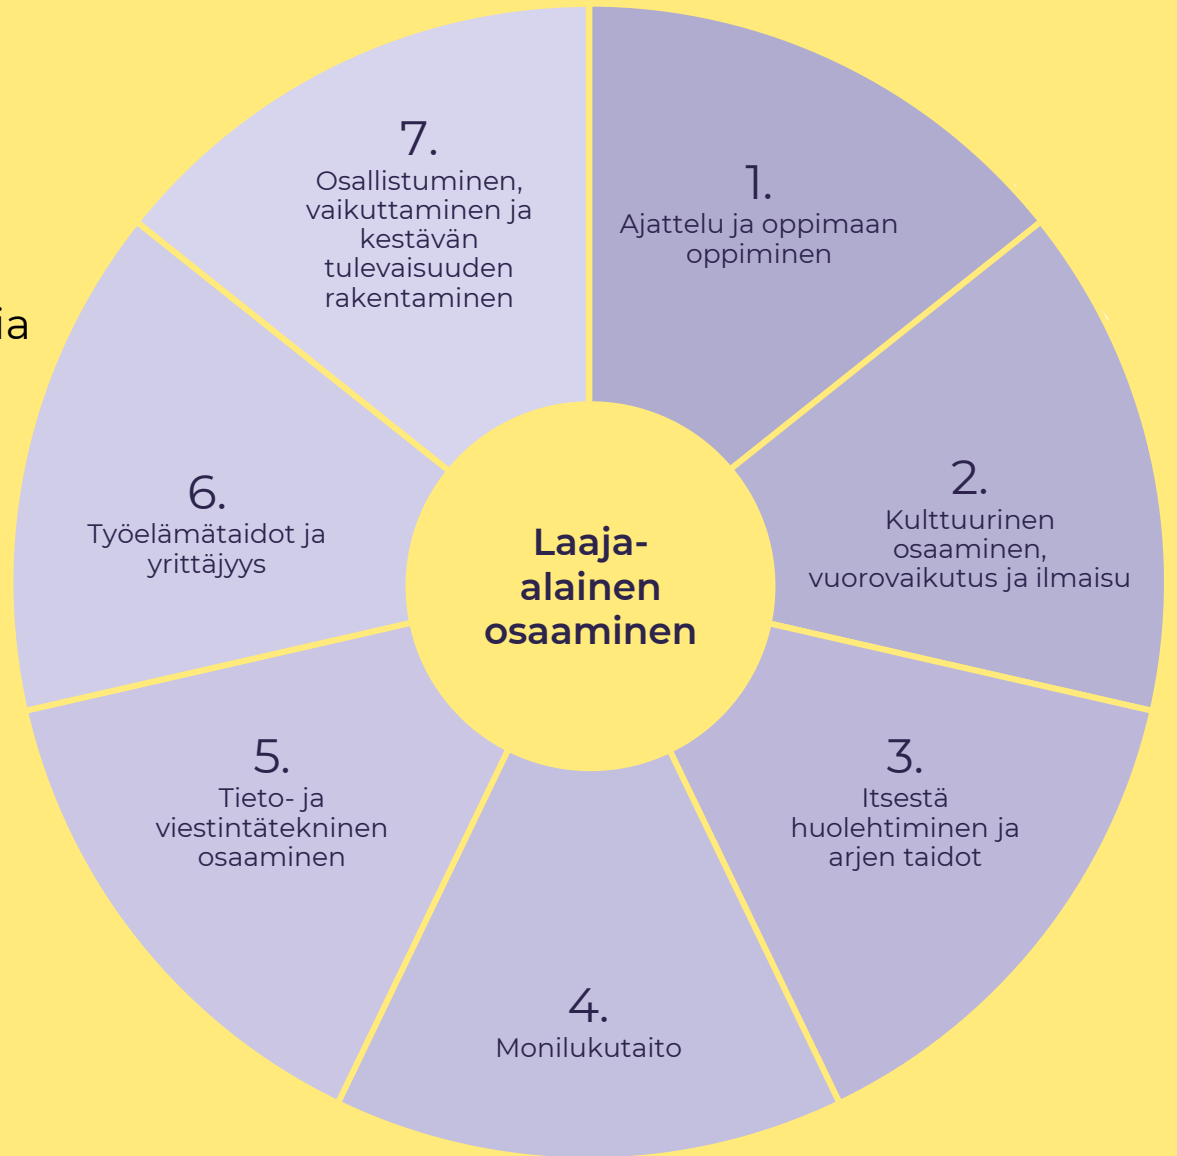 7.
Osallistuminen,
vaikuttaminen ja
kestävän
tulevaisuuden
rakentaminen
1.
Ajattelu ja oppimaan
oppiminen
ia
6.
Työelämätaidot ja
yrittäjyys
2.
Kulttuurinen
osaaminen,
vuorovaikutus ja ilmaisu
Laaja-
alainen
osaaminen
5.
Tieto- ja
viestintätekninen
osaaminen
3.
Itsestä
huolehtiminen ja
arjen taidot
4.
Monilukutaito